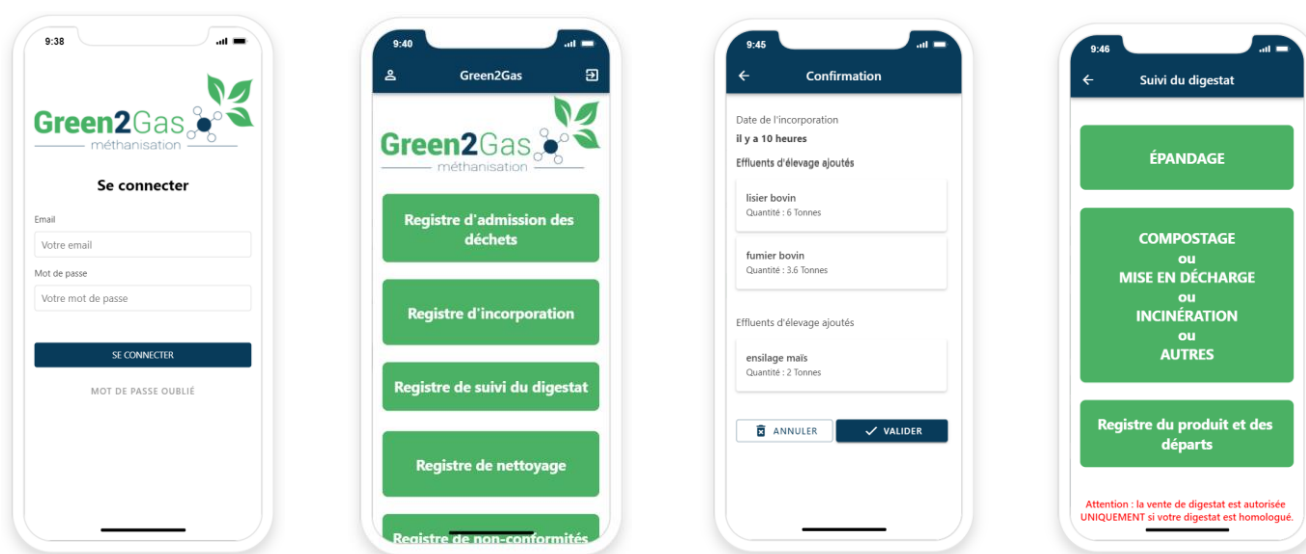 9:38
Green2Gas
méthanisation
Se connecter
Email
Votre email
Mot de passe
Votre mot de passe
SE CONNECTER
MOT DE PASSE OUBLIÉ
9:40
Green2Gas
Green2Gas
méthanisation
Registre d'admission des
déchets
Registre d'incorporation
Registre de suivi du digestat
Registre de nettoyage
Registre de non-conformités
9:45
Confirmation
Date de l'incorporation
il y a 10 heures
Effluents d'élevage ajoutés
lisier bovin
Quantité : 6 Tonnes
fumier bovin
Quantité : 3.6 Tonnes
Effluents d'élevage ajoutés
ensilage maïs
Quantité : 2 Tonnes
ANNULER
VALIDER
9:46
Suivi du digestat
ÉPANDAGE
COMPOSTAGE
ou
MISE EN DÉCHARGE
ou
INCINÉRATION
ou
AUTRES
Registre du produit et des
départs
Attention : la vente de digestat est autorisée
UNIQUEMENT si votre digestat est homologué.